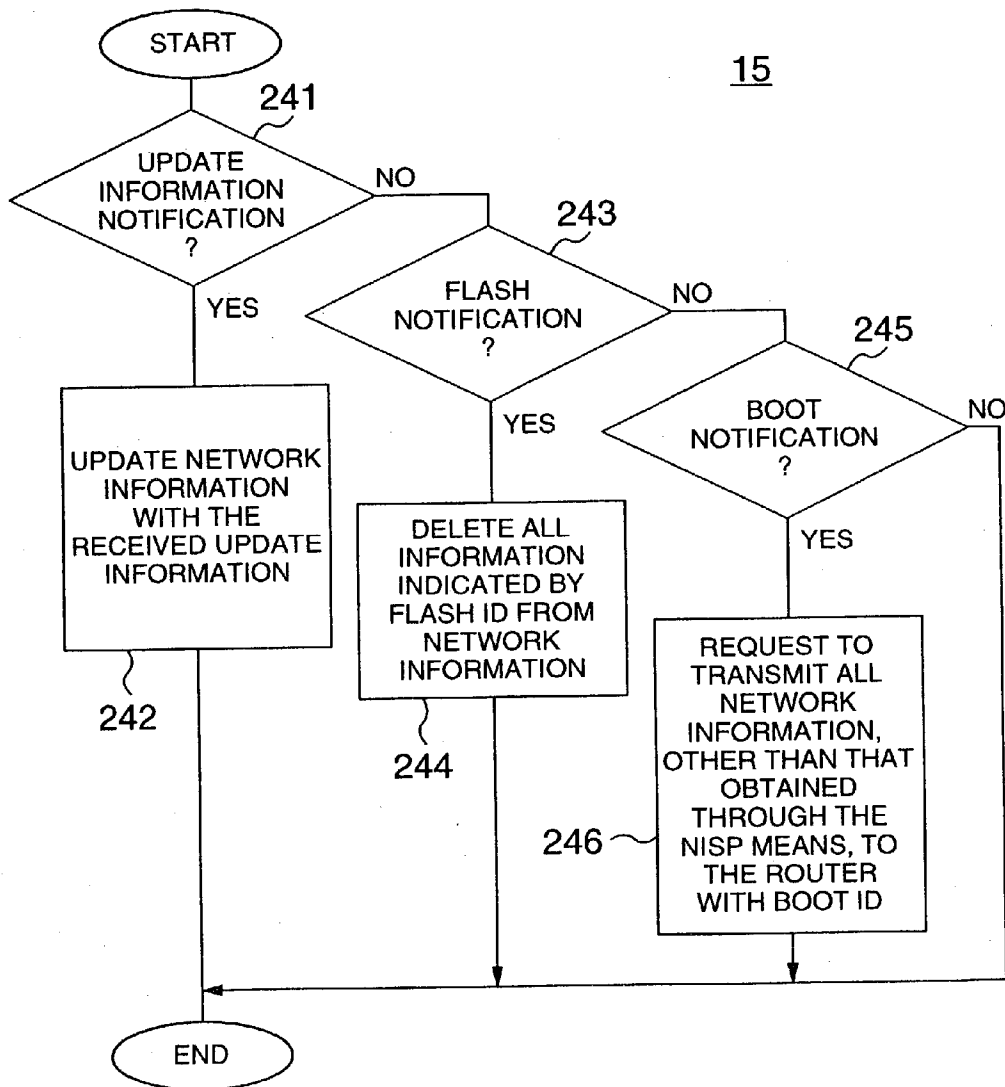 START
15
241
UPDATE
INFORMATION
NOTIFICATION
?
NO
YES
243
FLASH
NOTIFICATION
?
NO
YES
245
BOOT
NOTIFICATION
?
NO
YES
UPDATE NETWORK
INFORMATION
WITH THE
RECEIVED UPDATE
INFORMATION
242
DELETE ALL
INFORMATION
INDICATED BY
FLASH ID FROM
NETWORK
INFORMATION
244
REQUEST TO
TRANSMIT ALL
NETWORK
INFORMATION,
OTHER THAN THAT
OBTAINED
THROUGH THE
NISP MEANS, TO
THE ROUTER
WITH BOOT ID
246
END